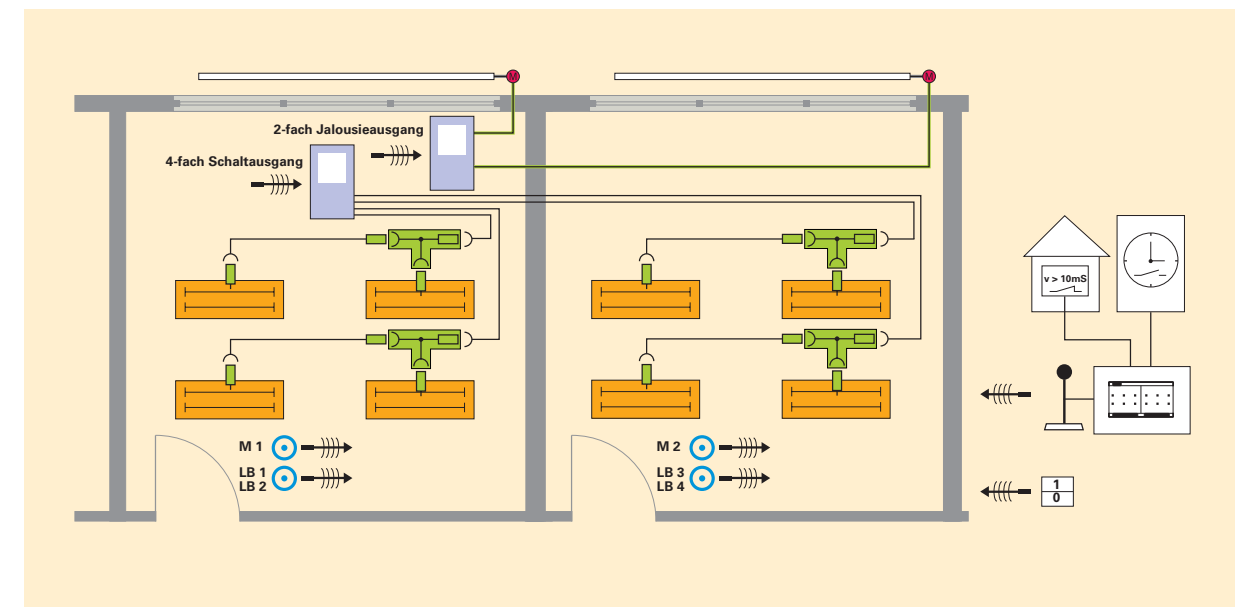 M
M
2-fach Jalousieausgang
4-fach Schaltausgang
v > 10mS
M 1
LB 1
LB 2
M 2
LB 3
LB 4
1
0